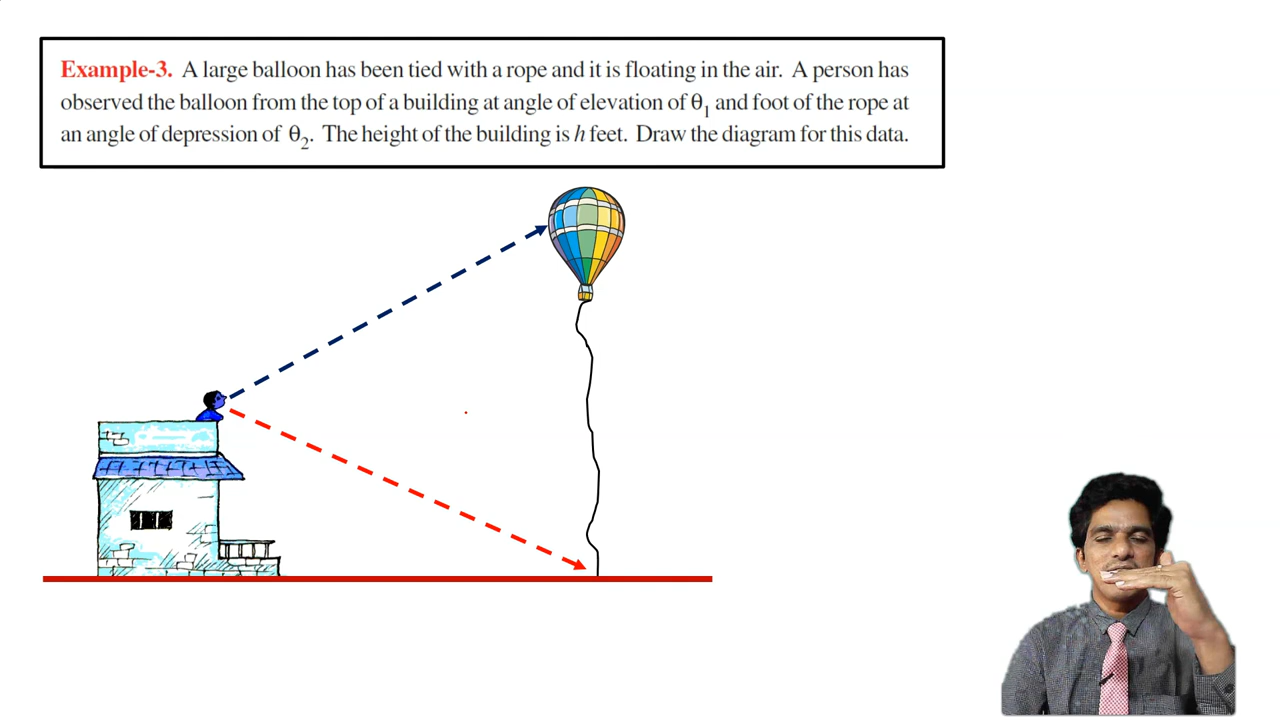 Example-3. A large balloon has been tied with a rope and it is floating in the air. A person has
observed the balloon from the top of a building at angle of elevation of θ₁ and foot of the rope at
an angle of depression of θ₂. The height of the building is h feet. Draw the diagram for this data.